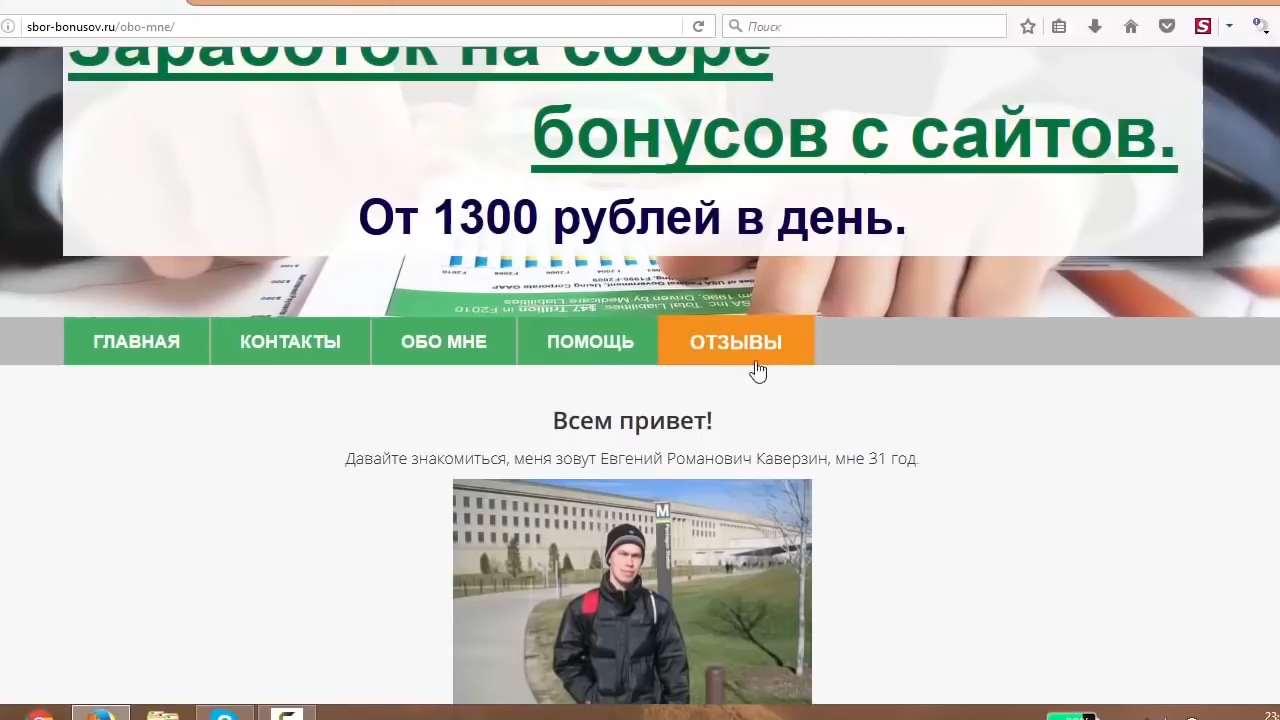 sbor-bonusov.ru/obo-mne/
Поиск
Заработок на сборе
бонусов с сайтов.
От 1300 рублей в день.
ГЛАВНАЯ
КОНТАКТЫ
ОБО МНЕ
ПОМОЩЬ
ОТЗЫВЫ
Всем привет!
Давайте знакомиться, меня зовут Евгений Романович Каверзин, мне 31 год.
M